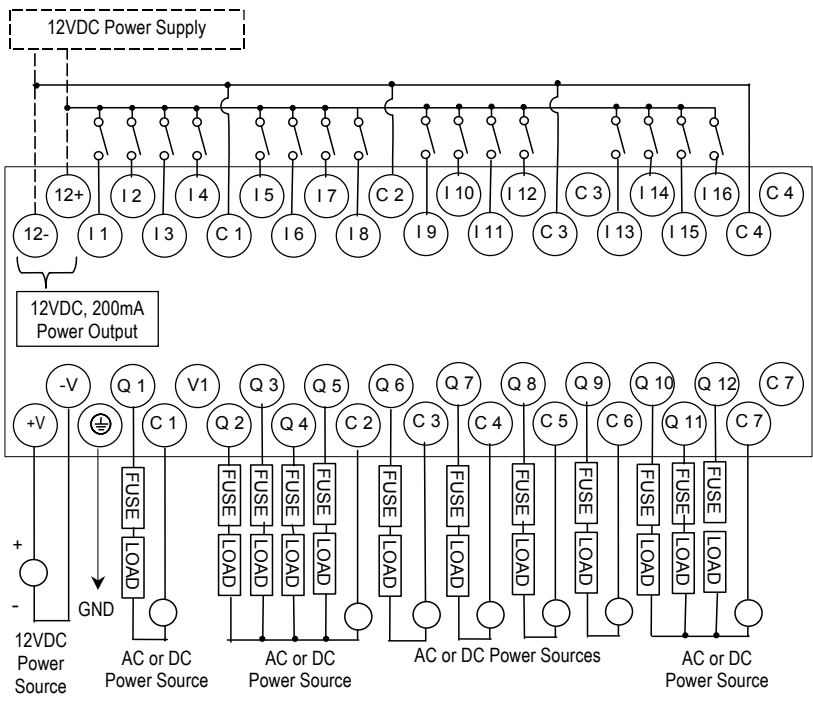 12VDC Power Supply
12+ I 2 I 4 I 5 I 7 C 2 I 10 I 12 C 3 I 14 I 16 C 4
12- I 1 I 3 C 1 I 6 I 8 I 9 I 11 C 3 I 13 I 15 C 4
12VDC, 200mA
Power Output
-V Q 1 V1 Q 3 Q 5 Q 6 Q 7 Q 8 Q 9 Q 10 Q 12 C 7
+V C 1 Q 2 Q 4 C 2 C 3 C 4 C 5 C 6 Q 11 C 7
FUSE FUSE FUSE FUSE FUSE FUSE FUSE FUSE FUSE FUSE FUSE FUSE
LOAD LOAD LOAD LOAD LOAD LOAD LOAD LOAD LOAD LOAD LOAD LOAD
+
-
GND
12VDC
Power
Source
AC or DC
Power Source
AC or DC
Power Source
AC or DC Power Sources
AC or DC
Power Source